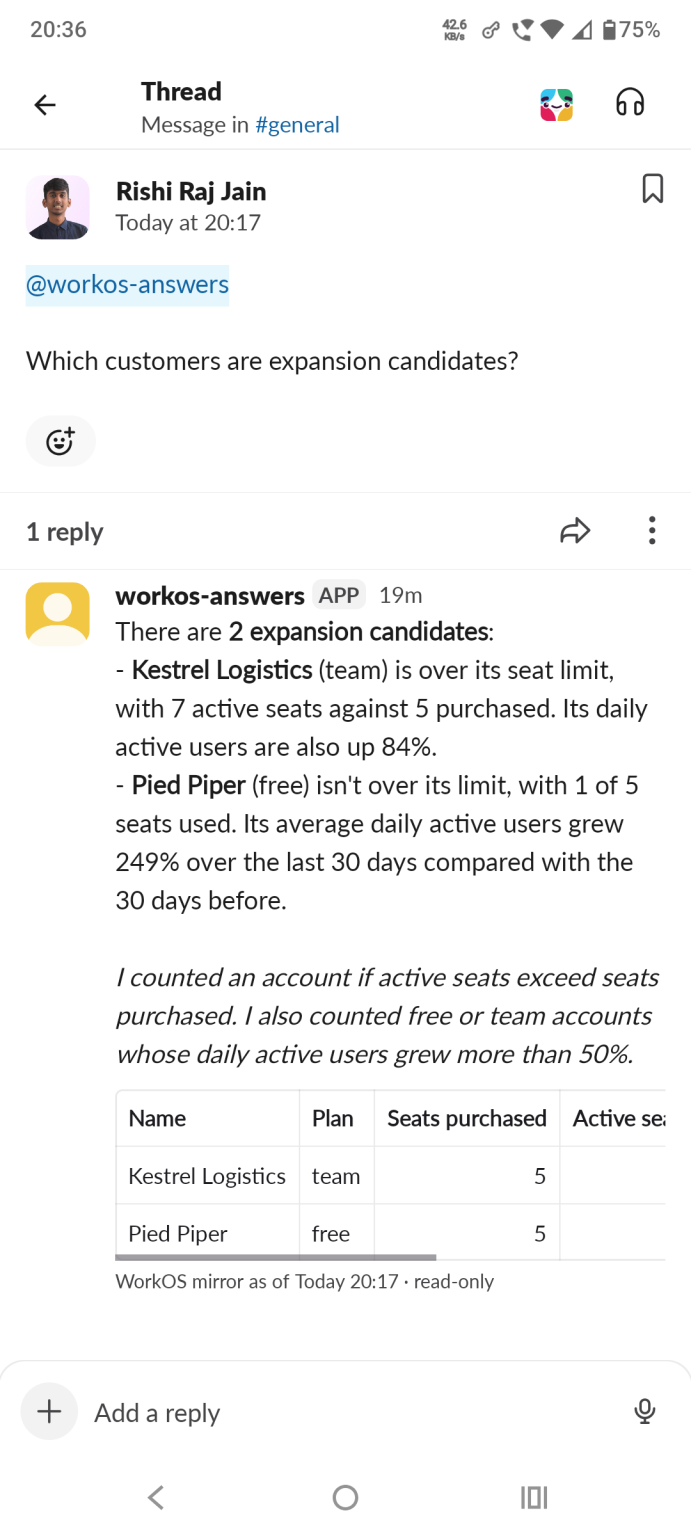 20:36
42.6
KB/s
75%
Thread
Message in #general
Rishi Raj Jain
Today at 20:17
@workos-answers
Which customers are expansion candidates?
1 reply
workos-answers APP 19m
There are 2 expansion candidates:
- Kestrel Logistics (team) is over its seat limit,
with 7 active seats against 5 purchased. Its daily
active users are also up 84%.
- Pied Piper (free) isn't over its limit, with 1 of 5
seats used. Its average daily active users grew
249% over the last 30 days compared with the
30 days before.
I counted an account if active seats exceed seats
purchased. I also counted free or team accounts
whose daily active users grew more than 50%.
Name Plan Seats purchased Active sea
Kestrel Logistics team 5
Pied Piper free 5
WorkOS mirror as of Today 20:17 · read-only
Add a reply